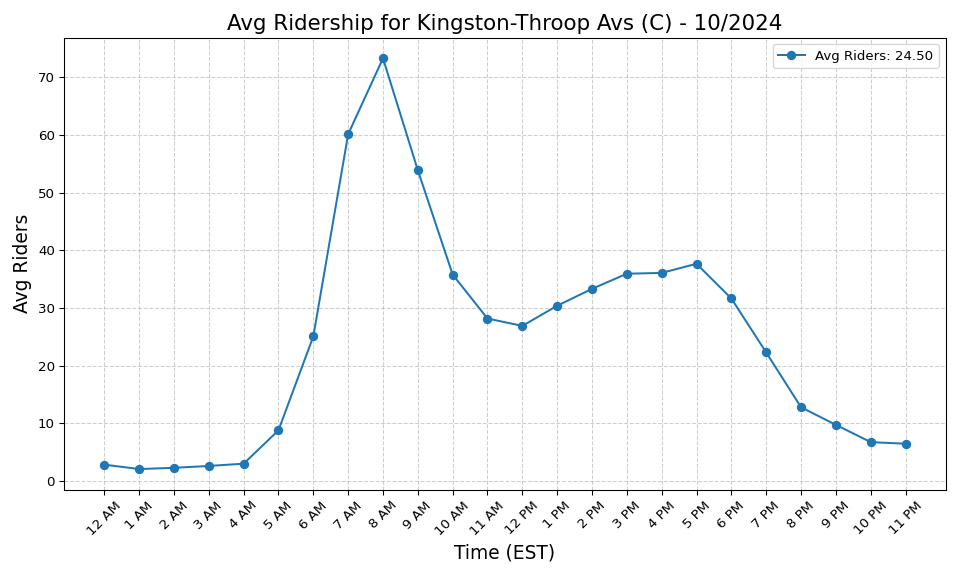 Avg Ridership for Kingston-Throop Avs (C) - 10/2024
Avg Riders: 24.50
Avg Riders
70
60
50
40
30
20
10
0
12 AM
1 AM
2 AM
3 AM
4 AM
5 AM
6 AM
7 AM
8 AM
9 AM
10 AM
11 AM
12 PM
1 PM
2 PM
3 PM
4 PM
5 PM
6 PM
7 PM
8 PM
9 PM
10 PM
11 PM
Time (EST)